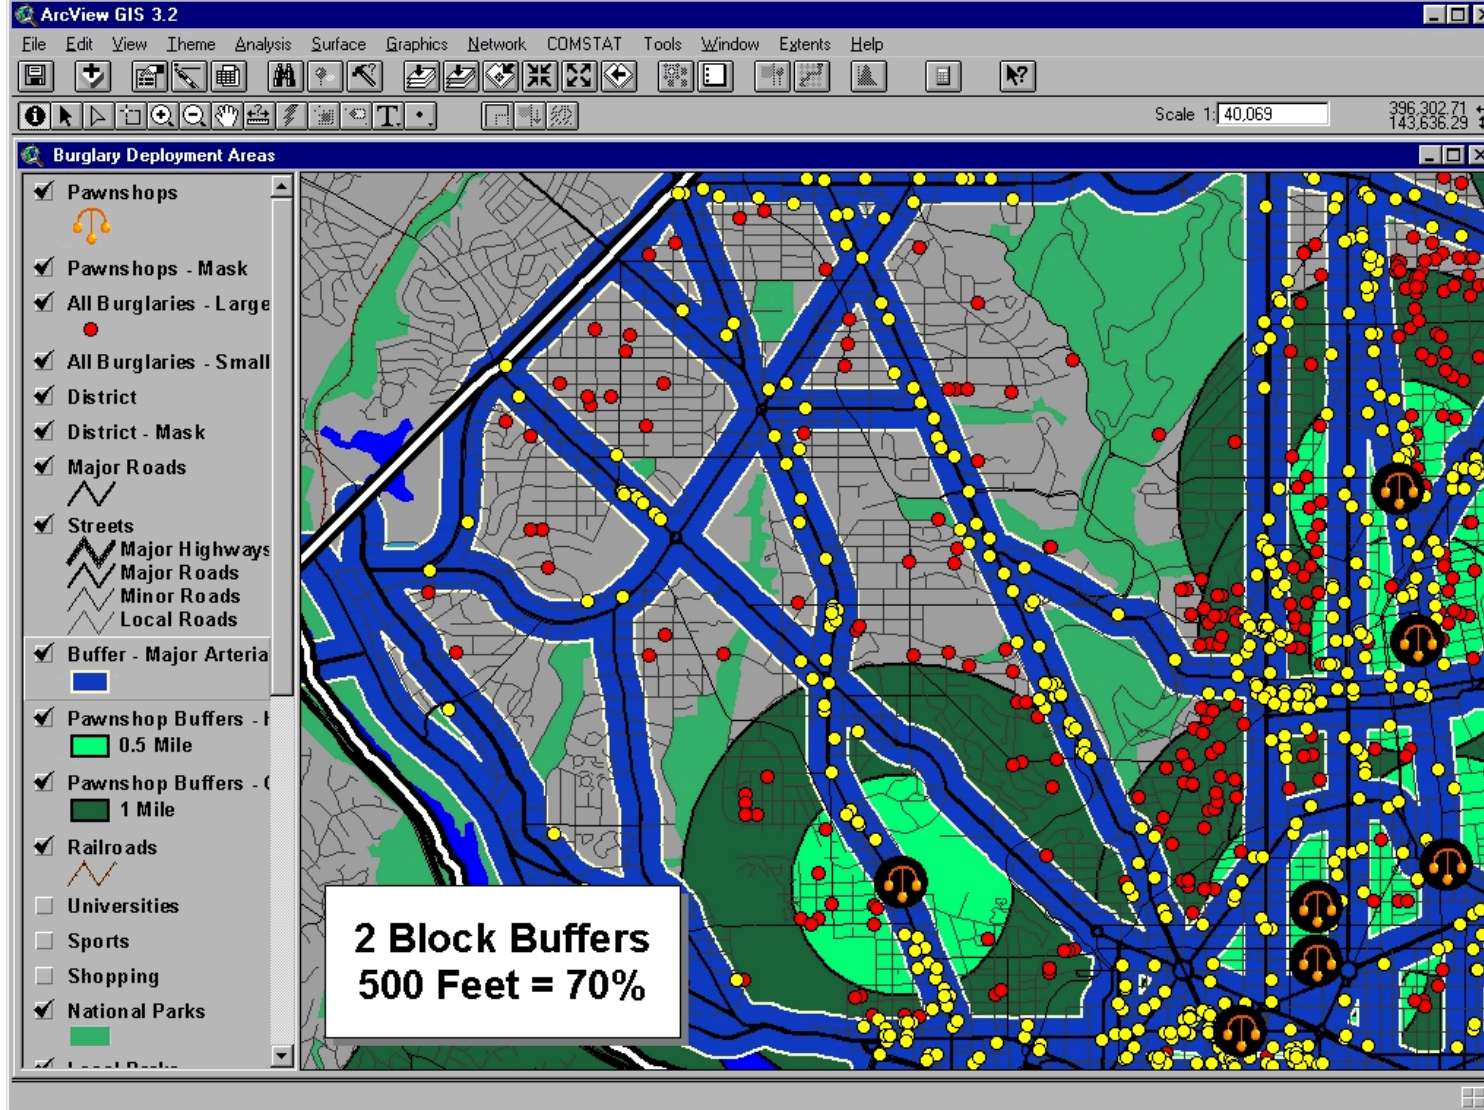 ArcView GIS 3.2
File Edit View Theme Analysis Surface Graphics Network COMSTAT Tools Window Extents Help
Scale 1: 40,069
396,302.71
143,636.29
Burglary Deployment Areas
Pawnshops
Pawnshops - Mask
All Burglaries - Large
All Burglaries - Small
District
District - Mask
Major Roads
Streets
Major Highways
Major Roads
Minor Roads
Local Roads
Buffer - Major Arteria
Pawnshop Buffers -
0.5 Mile
Pawnshop Buffers -
1 Mile
Railroads
Universities
Sports
Shopping
National Parks
Local Parks
2 Block Buffers
500 Feet = 70%